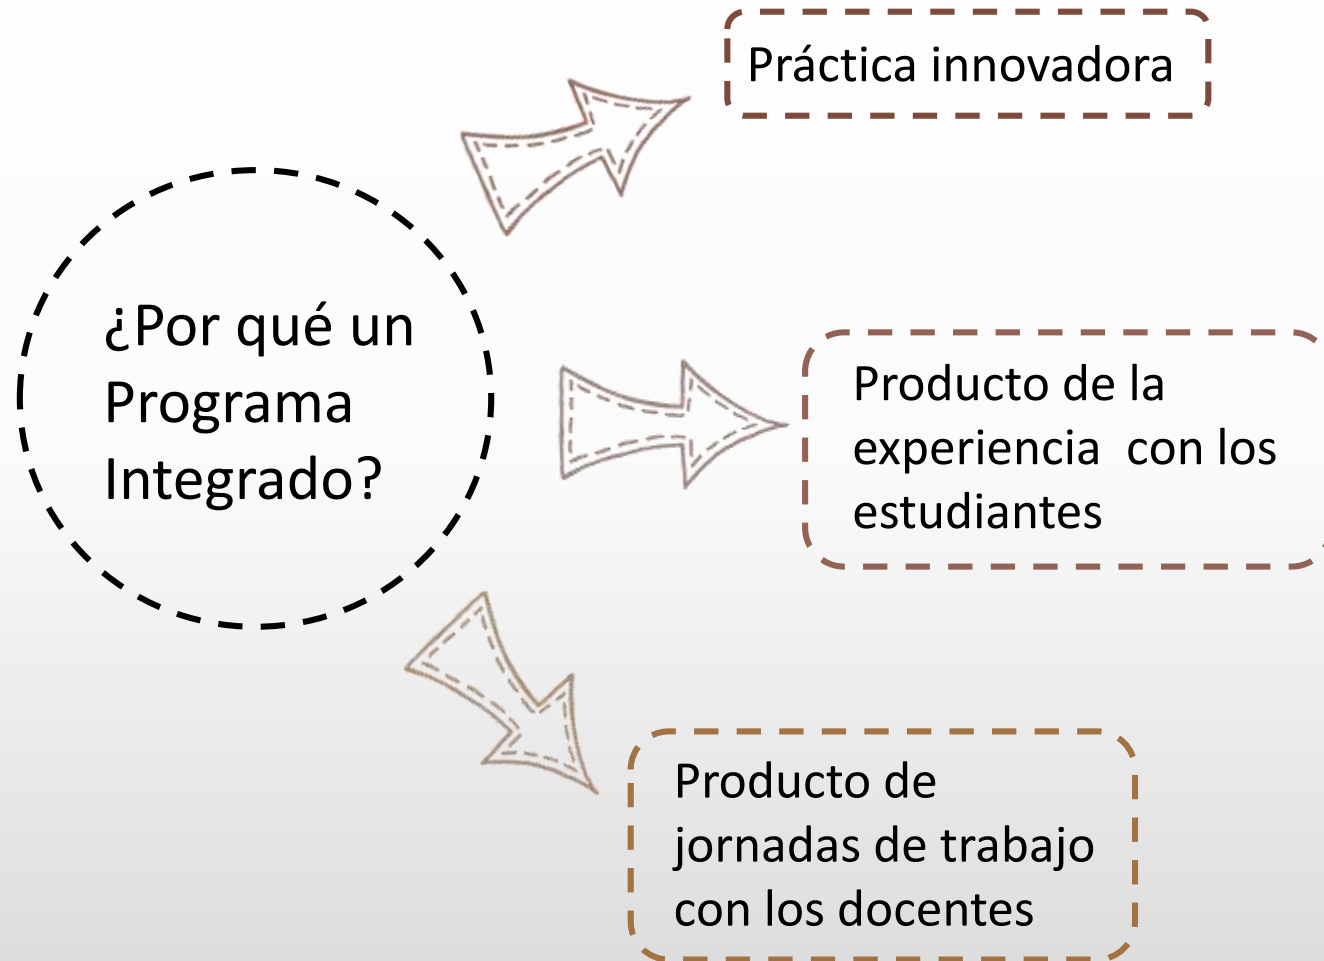 Práctica innovadora
¿Por qué un
Programa
Integrado?
Producto de la
experiencia  con los
estudiantes
Producto de
jornadas de trabajo
con los docentes